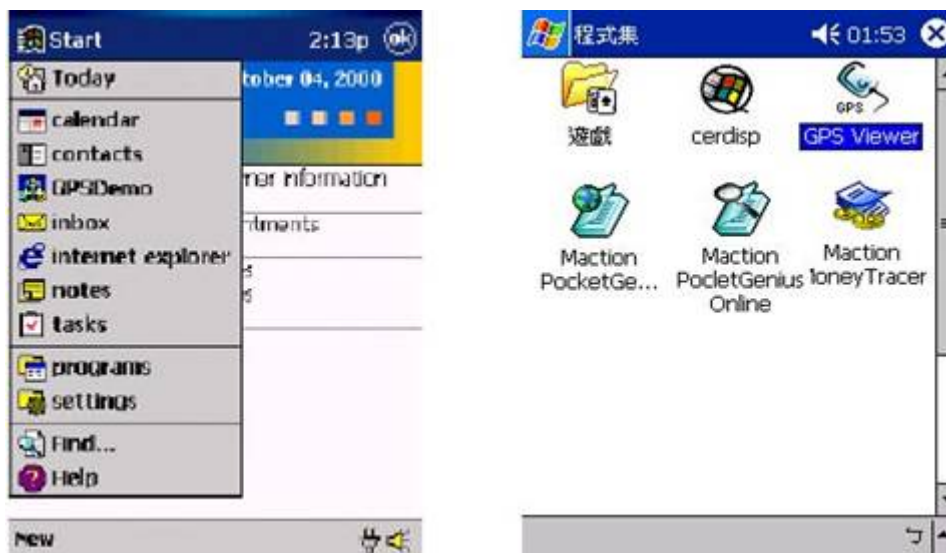 Start 2:13p ok
Today
tober 04, 2000
calendar
contacts
GPSDemo
inbox
internet explorer
notes
tasks
programs
settings
Find...
Help
New
程式集 01:53
遊戲
cerdisp
GPS
GPS Viewer
Maction
PocketGe...
Maction
PocletGenius
Online
Maction
loneyTracer
ㄅ